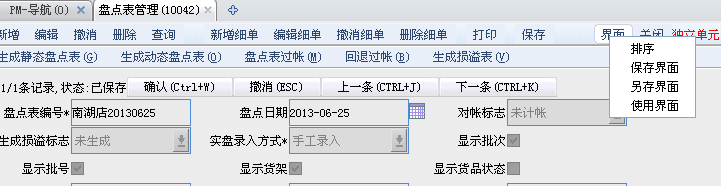 PM-导航 (0) × 盘点表管理 (10042) ×
新增 编辑 撤消 删除 查询 新增细单 编辑细单 撤消细单 删除细单 打印 保存 界面 关闭 独立单元
生成静态盘点表(G) 生成动态盘点表(C) 盘点表过帐(M) 回退过帐(B) 生成损溢表(Z)
排序
保存界面
另存界面
使用界面
1/1条记录,状态:已保存 确认(Ctrl+W) 撤消(ESC) 上一条(CTRL+J) 下一条(CTRL+K)
盘点表编号* 南湖店20130625 盘点日期 2013-06-25 对帐标志 未计帐
生成损溢标志 未生成 实盘录入方式* 手工录入 显示批次
显示批号 显示货架 显示货品状态